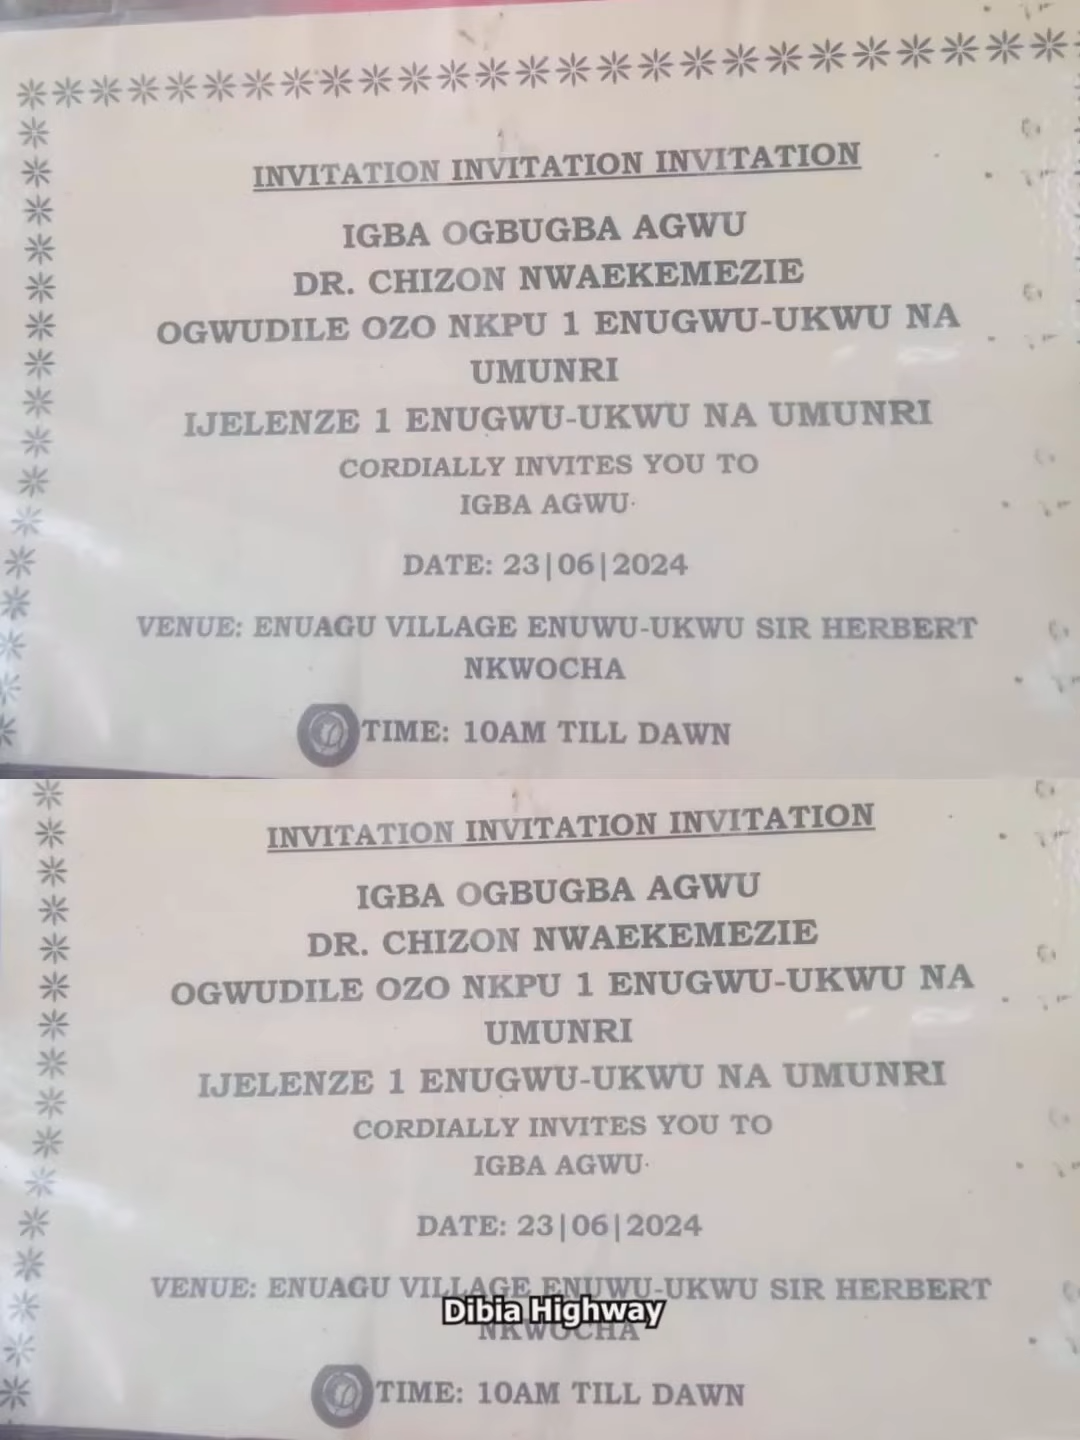 INVITATION INVITATION INVITATION
IGBA OGBUGBA AGWU
DR. CHIZON NWAEKEMEZIE
OGWUDILE OZO NKPU 1 ENUGWU-UKWU NA
UMUNRI
IJELENZE 1 ENUGWU-UKWU NA UMUNRI
CORDIALLY INVITES YOU TO
IGBA AGWU
DATE: 23|06|2024
VENUE: ENUAGU VILLAGE ENUWU-UKWU SIR HERBERT
NKWOCHA
TIME: 10AM TILL DAWN
INVITATION INVITATION INVITATION
IGBA OGBUGBA AGWU
DR. CHIZON NWAEKEMEZIE
OGWUDILE OZO NKPU 1 ENUGWU-UKWU NA
UMUNRI
IJELENZE 1 ENUGWU-UKWU NA UMUNRI
CORDIALLY INVITES YOU TO
IGBA AGWU
DATE: 23|06|2024
VENUE: ENUAGU VILLAGE ENUWU-UKWU SIR HERBERT
Dibia Highway
NKWOCHA
TIME: 10AM TILL DAWN